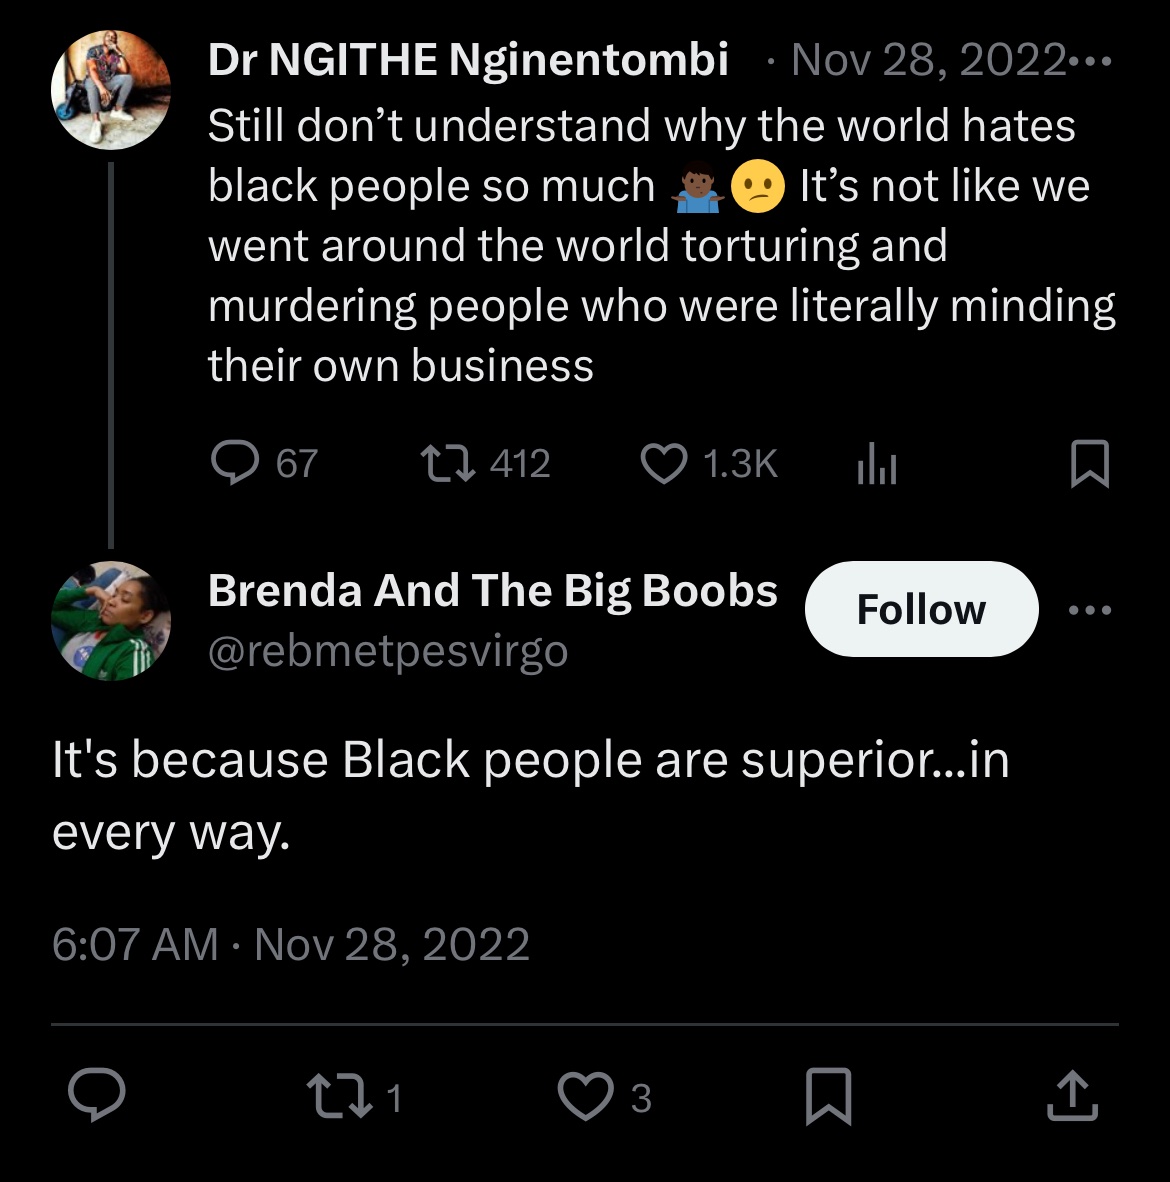 Dr NGITHE Nginentombi · Nov 28, 2022
Still don’t understand why the world hates
black people so much 🤷🏾‍♂️🫤 It’s not like we
went around the world torturing and
murdering people who were literally minding
their own business
67 412 1.3K
Brenda And The Big Boobs Follow
@rebmetpesvirgo
It's because Black people are superior...in
every way.
6:07 AM · Nov 28, 2022
1 3